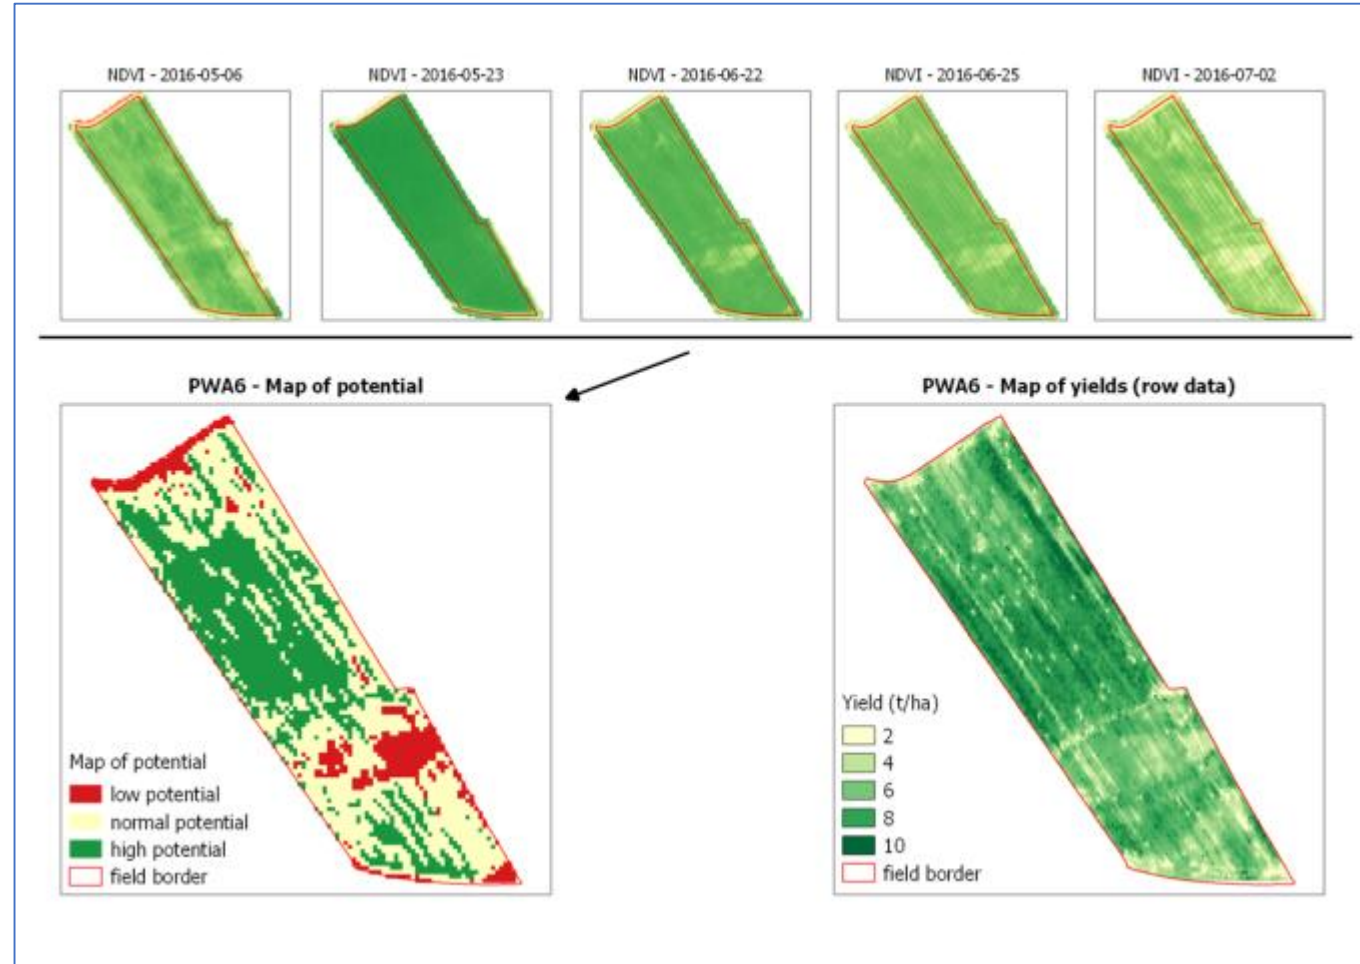 NDVI - 2016-05-06
NDVI - 2016-05-23
NDVI - 2016-06-22
NDVI - 2016-06-25
NDVI - 2016-07-02
PWA6 - Map of potential
PWA6 - Map of yields (row data)
Map of potential
low potential
normal potential
high potential
field border
Yield (t/ha)
2
4
6
8
10
field border